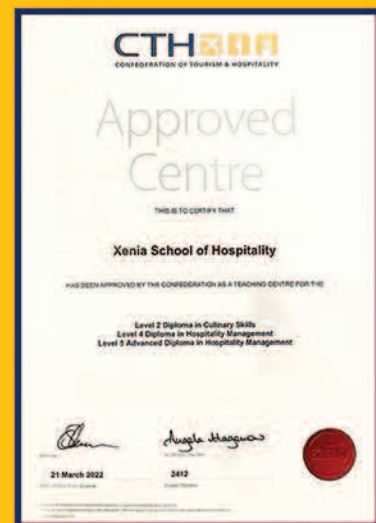 CTH
CONFEDERATION OF TOURISM & HOSPITALITY
Approved
Centre
THIS IS TO CERTIFY THAT
Xenia School of Hospitality
HAS BEEN APPROVED BY THE CONFEDERATION AS A TEACHING CENTRE FOR THE
Level 2 Diploma in Culinary Skills
Level 4 Diploma in Hospitality Management
Level 5 Advanced Diploma in Hospitality Management
21 March 2022
2412